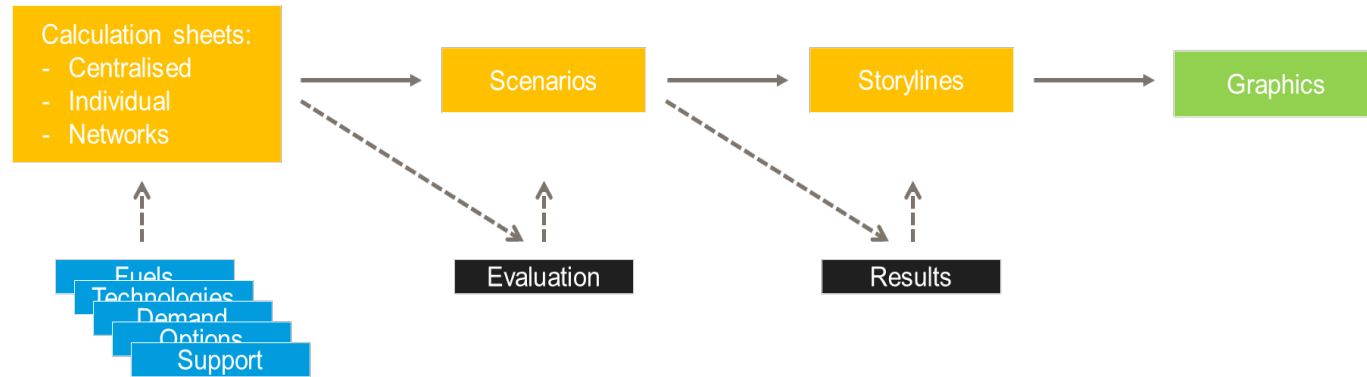 Calculation sheets:
- Centralised
- Individual
- Networks
Scenarios
Storylines
Graphics
Fuels
Technologies
Demand
Options
Support
Evaluation
Results